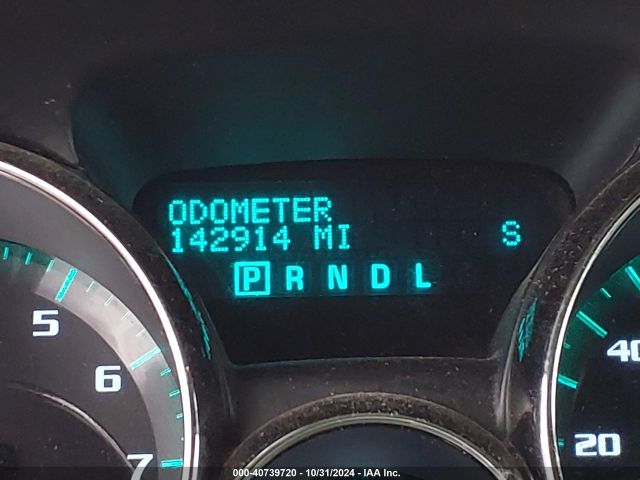 ODOMETER
142914 MI S
P R N D L
5
6
7
40
20
000-40739720 - 10/31/2024 - IAA Inc.